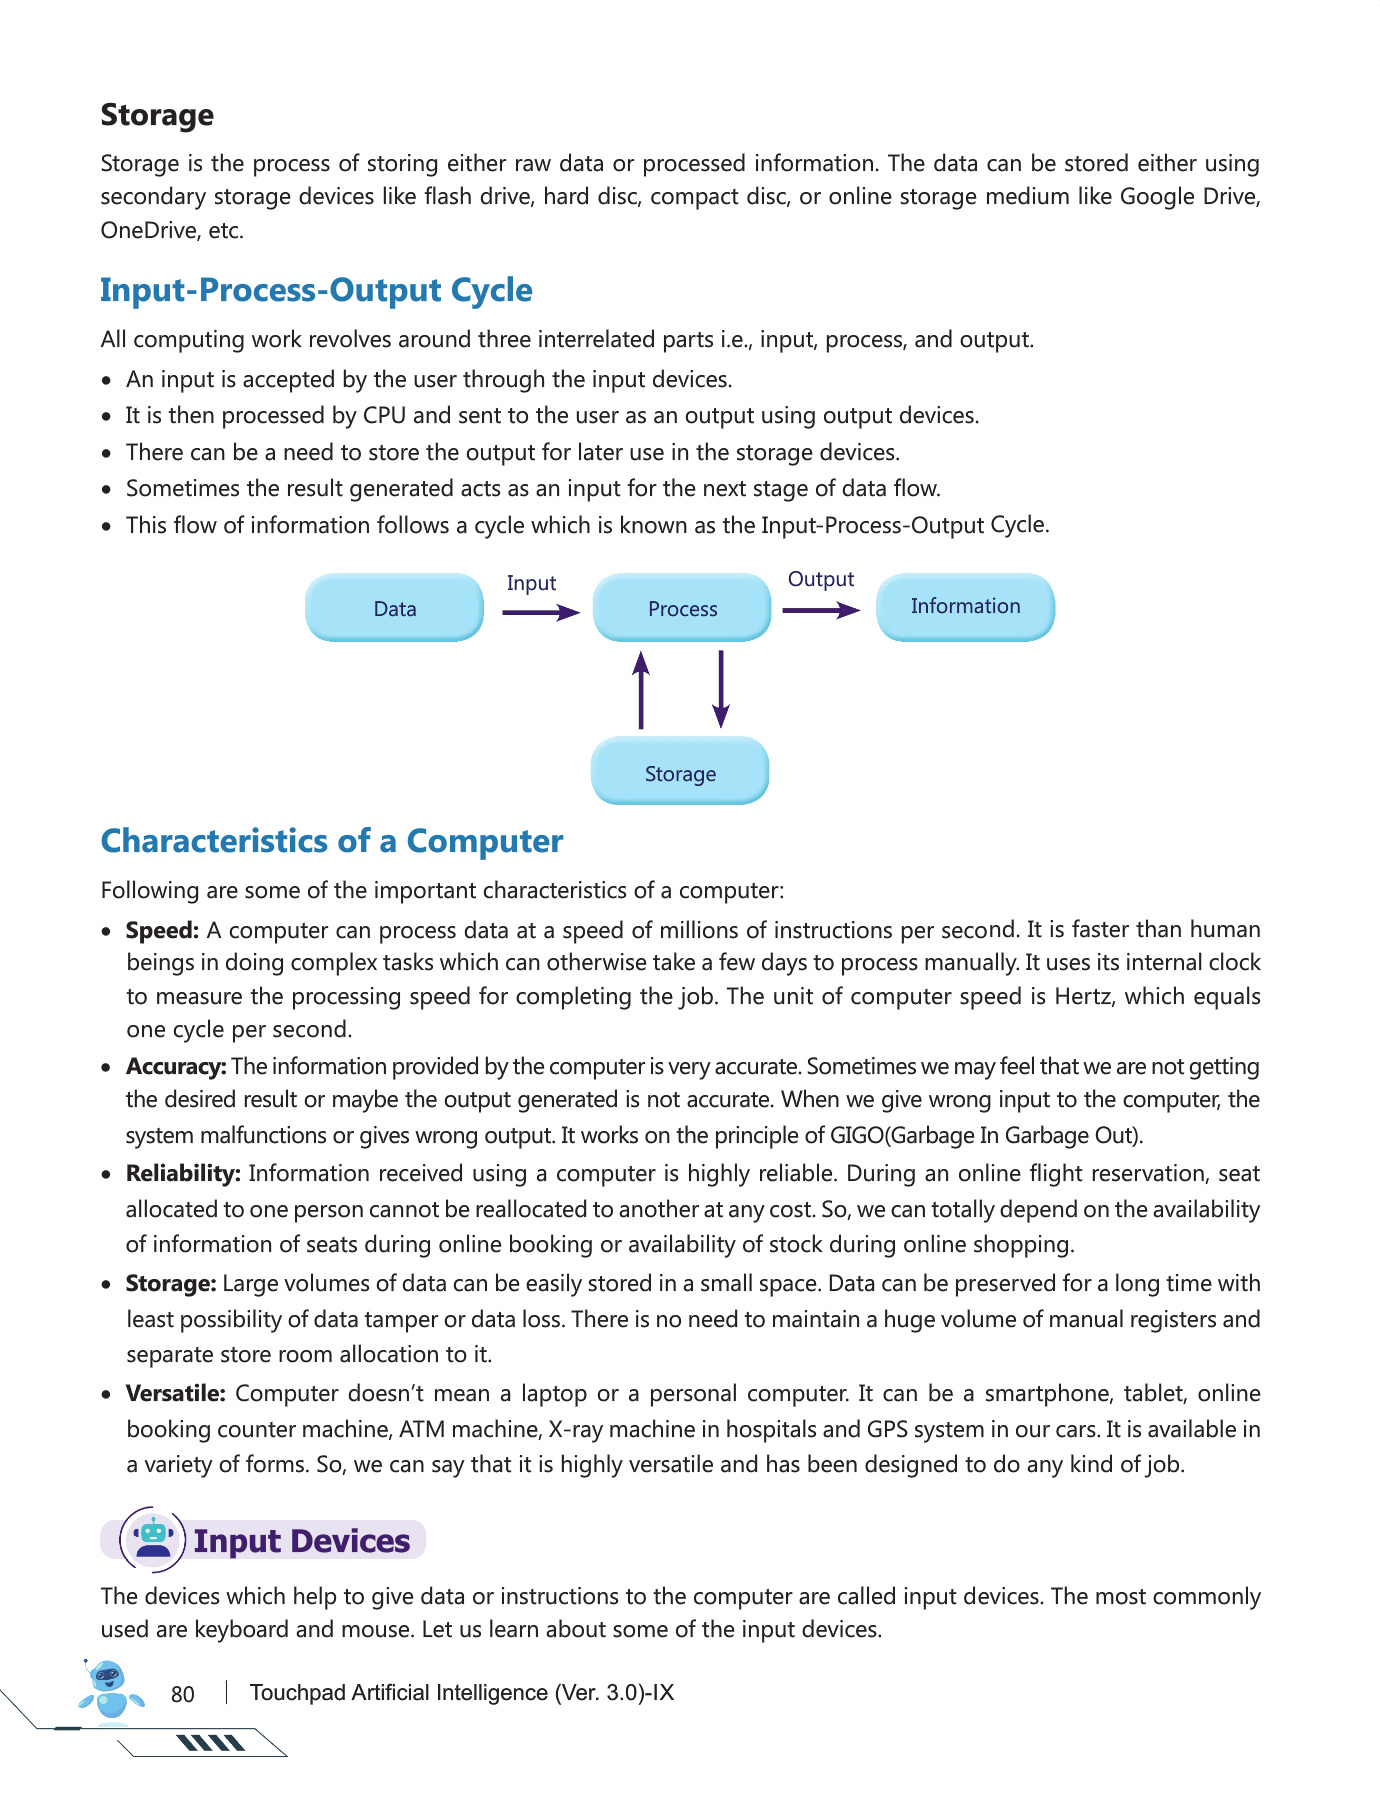 Storage
Storage is the process of storing either raw data or processed information. The data can be stored either using
secondary storage devices like flash drive, hard disc, compact disc, or online storage medium like Google Drive,
OneDrive, etc.
Input-Process-Output Cycle
All computing work revolves around three interrelated parts i.e., input, process, and output.
• An input is accepted by the user through the input devices.
• It is then processed by CPU and sent to the user as an output using output devices.
• There can be a need to store the output for later use in the storage devices.
• Sometimes the result generated acts as an input for the next stage of data flow.
• This flow of information follows a cycle which is known as the Input-Process-Output Cycle.
Data
Input
Process
Output
Information
Storage
Characteristics of a Computer
Following are some of the important characteristics of a computer:
• Speed: A computer can process data at a speed of millions of instructions per second. It is faster than human
beings in doing complex tasks which can otherwise take a few days to process manually. It uses its internal clock
to measure the processing speed for completing the job. The unit of computer speed is Hertz, which equals
one cycle per second.
• Accuracy: The information provided by the computer is very accurate. Sometimes we may feel that we are not getting
the desired result or maybe the output generated is not accurate. When we give wrong input to the computer, the
system malfunctions or gives wrong output. It works on the principle of GIGO(Garbage In Garbage Out).
• Reliability: Information received using a computer is highly reliable. During an online flight reservation, seat
allocated to one person cannot be reallocated to another at any cost. So, we can totally depend on the availability
of information of seats during online booking or availability of stock during online shopping.
• Storage: Large volumes of data can be easily stored in a small space. Data can be preserved for a long time with
least possibility of data tamper or data loss. There is no need to maintain a huge volume of manual registers and
separate store room allocation to it.
• Versatile: Computer doesn’t mean a laptop or a personal computer. It can be a smartphone, tablet, online
booking counter machine, ATM machine, X-ray machine in hospitals and GPS system in our cars. It is available in
a variety of forms. So, we can say that it is highly versatile and has been designed to do any kind of job.
Input Devices
The devices which help to give data or instructions to the computer are called input devices. The most commonly
used are keyboard and mouse. Let us learn about some of the input devices.
80 | Touchpad Artificial Intelligence (Ver. 3.0)-IX